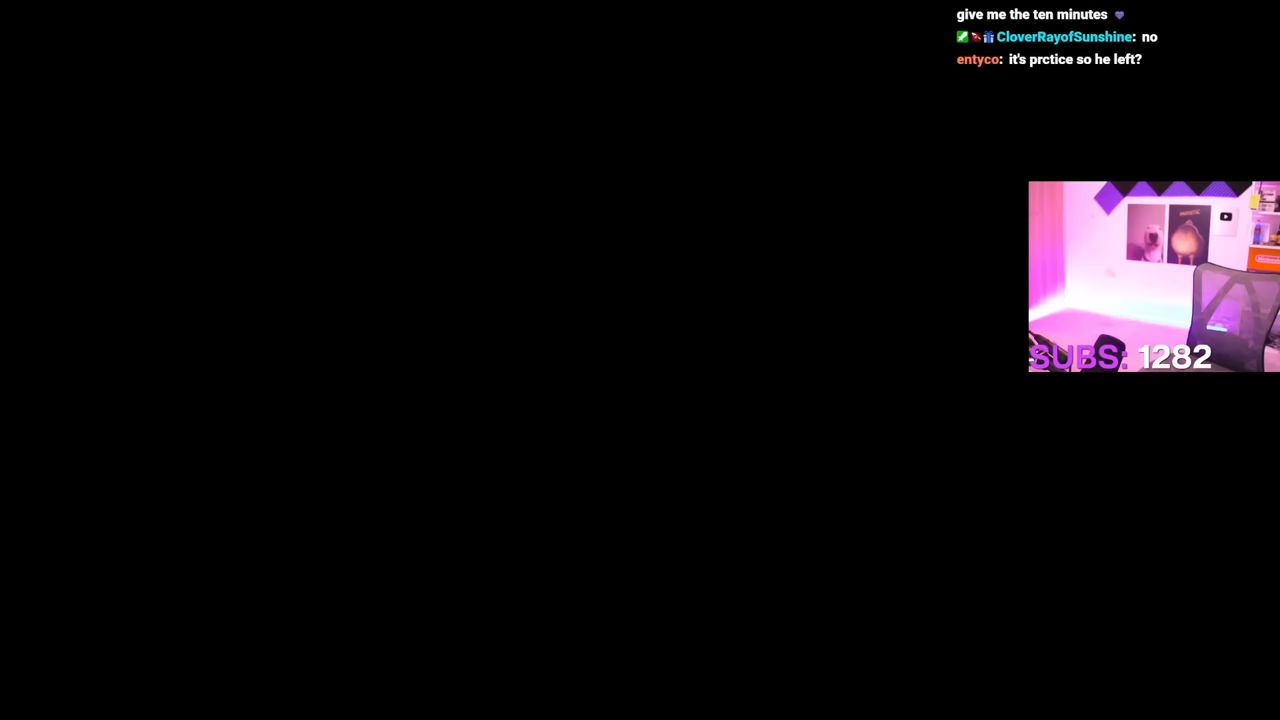 give me the ten minutes 💜
CloverRayofSunshine: no
entyco: it's prctice so he left?
SUBS: 1282